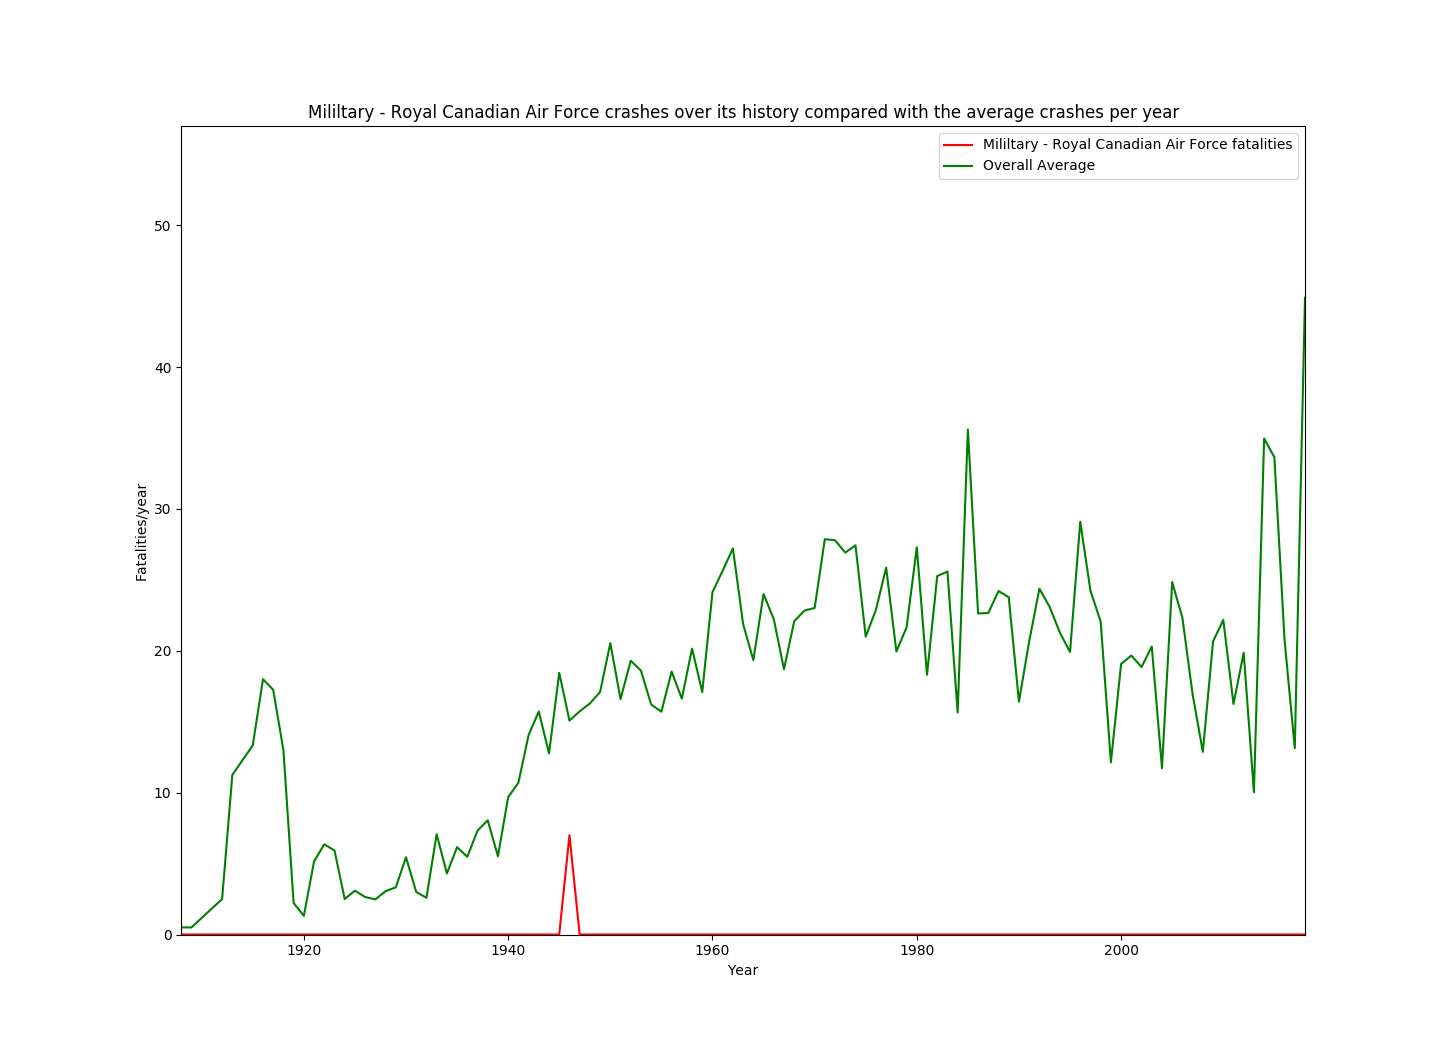 Mililtary - Royal Canadian Air Force crashes over its history compared with the average crashes per year
Mililtary - Royal Canadian Air Force fatalities
Overall Average
Fatalities/year
50
40
30
20
10
0
1920 1940 1960 1980 2000
Year